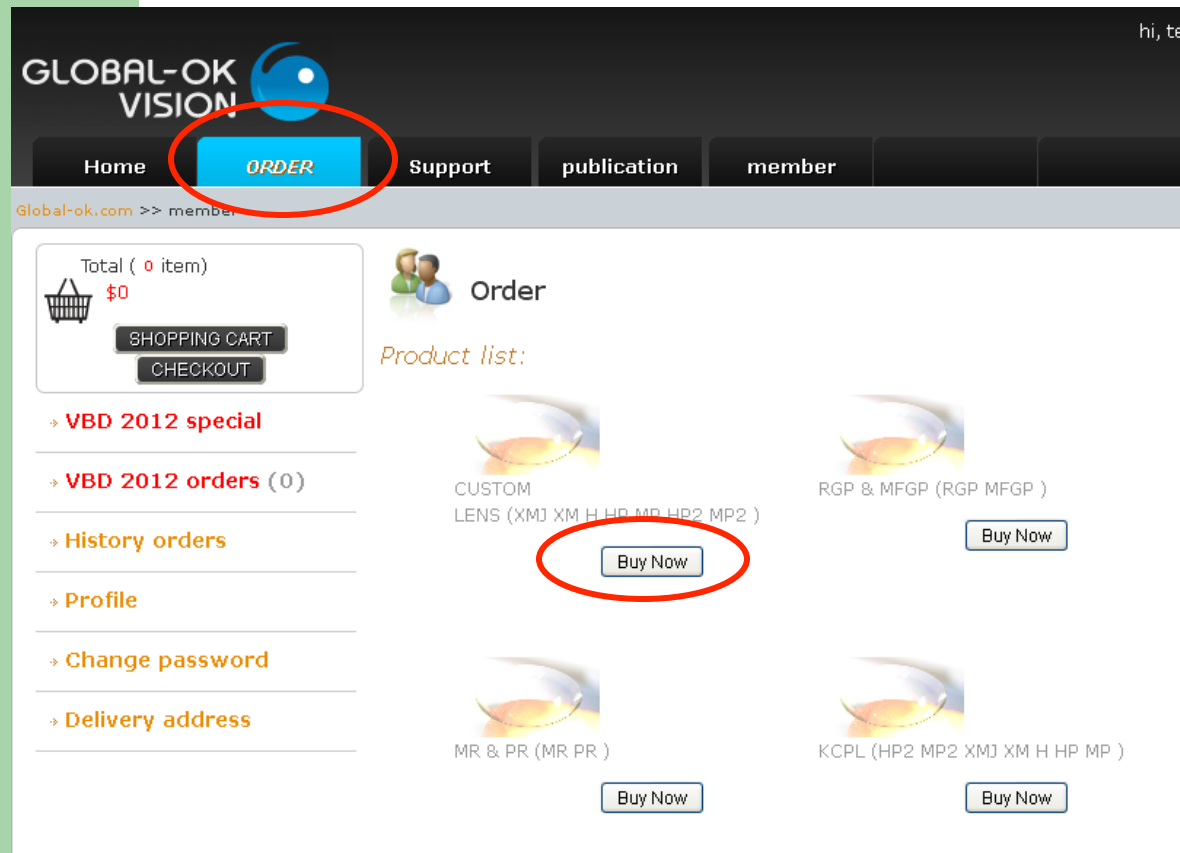 hi, te
GLOBAL-OK
VISION
Home ORDER Support publication member
Global-ok.com >> member
Total ( 0 item)
$0
SHOPPING CART
CHECKOUT
VBD 2012 special
VBD 2012 orders (0)
History orders
Profile
Change password
Delivery address
Order
Product list:
CUSTOM
LENS (XMJ XM H HP MP HP2 MP2 )
Buy Now
RGP & MFGP (RGP MFGP )
Buy Now
MR & PR (MR PR )
Buy Now
KCPL (HP2 MP2 XMJ XM H HP MP )
Buy Now